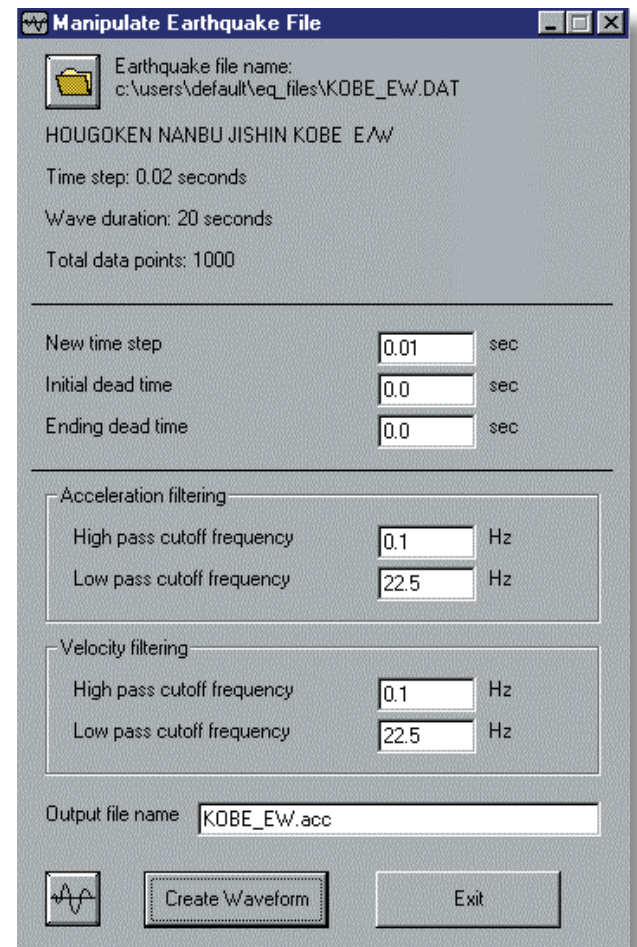 Manipulate Earthquake File
Earthquake file name:
c:\users\default\eq_files\KOBE_EW.DAT
HOUGOKEN NANBU JISHIN KOBE E/W
Time step: 0.02 seconds
Wave duration: 20 seconds
Total data points: 1000
New time step 0.01 sec
Initial dead time 0.0 sec
Ending dead time 0.0 sec
Acceleration filtering
High pass cutoff frequency 0.1 Hz
Low pass cutoff frequency 22.5 Hz
Velocity filtering
High pass cutoff frequency 0.1 Hz
Low pass cutoff frequency 22.5 Hz
Output file name KOBE_EW.acc
Create Waveform Exit